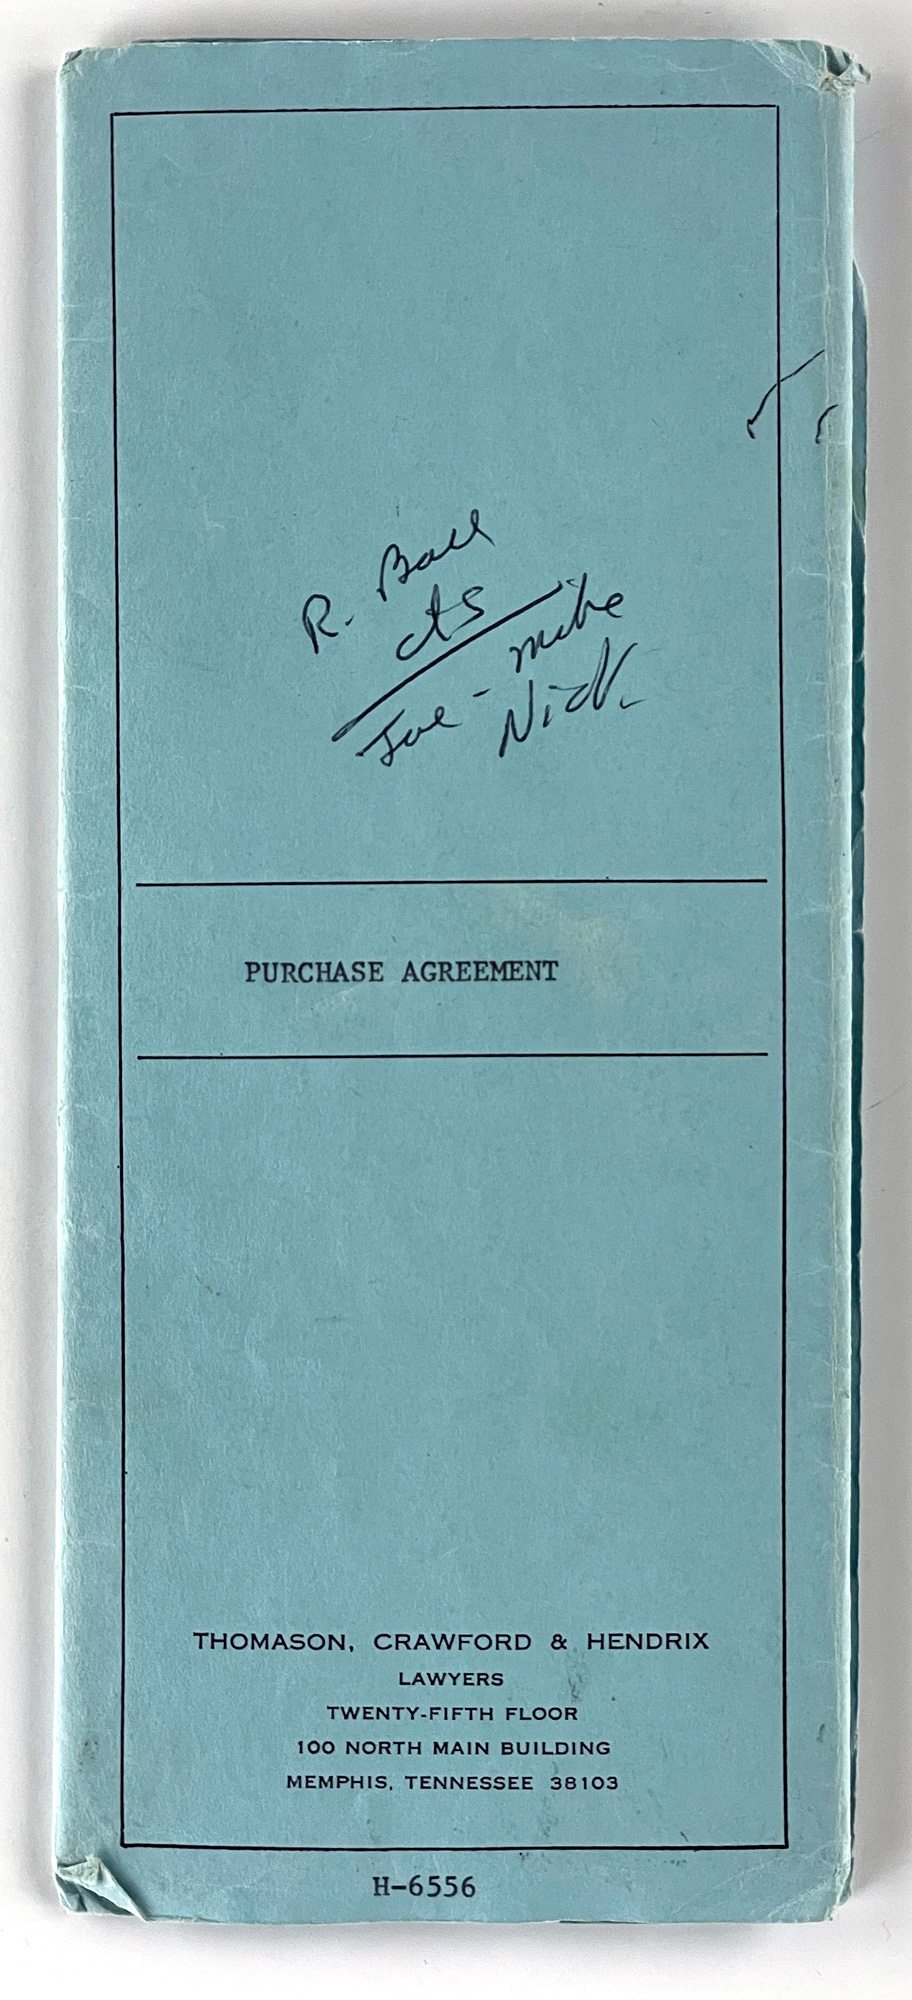 R. Ball
cts
Joe - Mike
Nick
PURCHASE AGREEMENT
THOMASON, CRAWFORD & HENDRIX
LAWYERS
TWENTY-FIFTH FLOOR
100 NORTH MAIN BUILDING
MEMPHIS, TENNESSEE 38103
H-6556